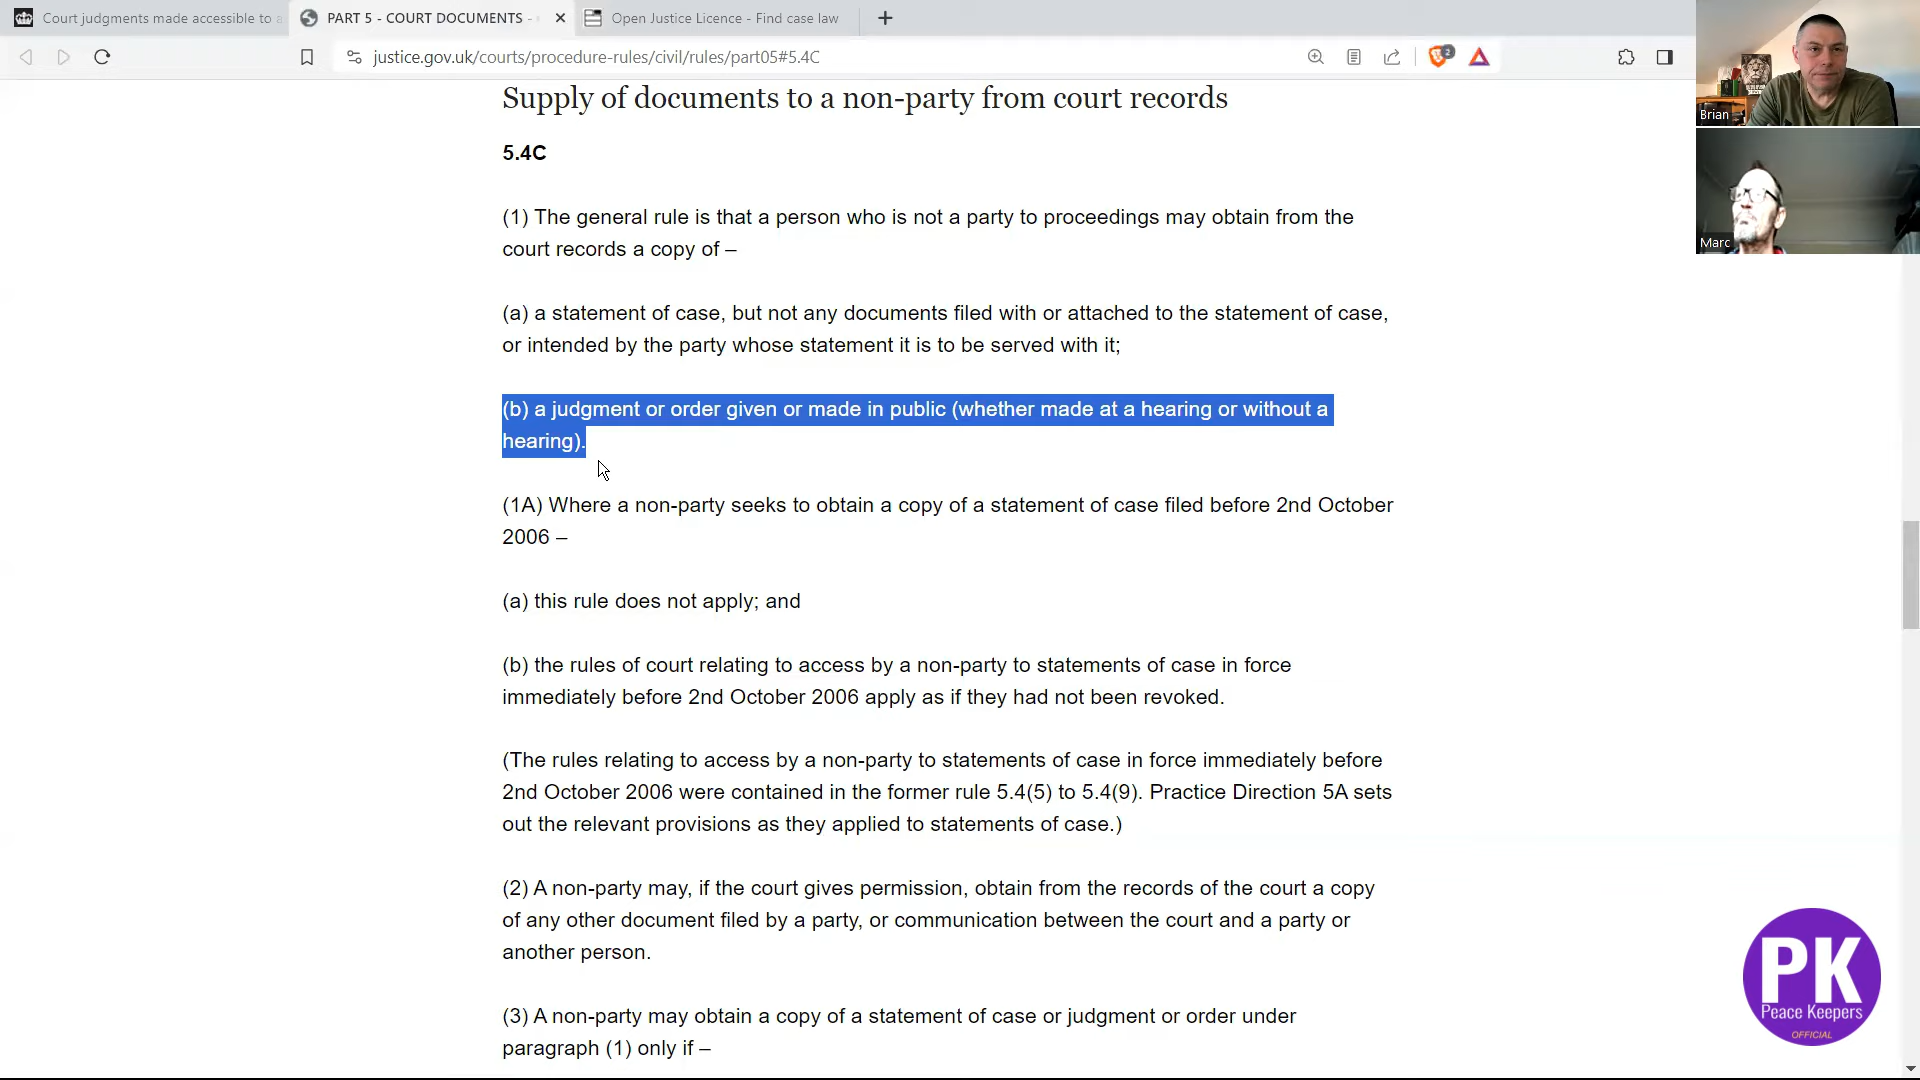 Court judgments made accessible to a
PART 5 - COURT DOCUMENTS -
Open Justice Licence - Find case law
justice.gov.uk/courts/procedure-rules/civil/rules/part05#5.4C
2
Supply of documents to a non-party from court records
5.4C
(1) The general rule is that a person who is not a party to proceedings may obtain from the
court records a copy of –
(a) a statement of case, but not any documents filed with or attached to the statement of case,
or intended by the party whose statement it is to be served with it;
(b) a judgment or order given or made in public (whether made at a hearing or without a
hearing).
(1A) Where a non-party seeks to obtain a copy of a statement of case filed before 2nd October
2006 –
(a) this rule does not apply; and
(b) the rules of court relating to access by a non-party to statements of case in force
immediately before 2nd October 2006 apply as if they had not been revoked.
(The rules relating to access by a non-party to statements of case in force immediately before
2nd October 2006 were contained in the former rule 5.4(5) to 5.4(9). Practice Direction 5A sets
out the relevant provisions as they applied to statements of case.)
(2) A non-party may, if the court gives permission, obtain from the records of the court a copy
of any other document filed by a party, or communication between the court and a party or
another person.
(3) A non-party may obtain a copy of a statement of case or judgment or order under
paragraph (1) only if –
Brian
Marc
PK
Peace Keepers
OFFICIAL